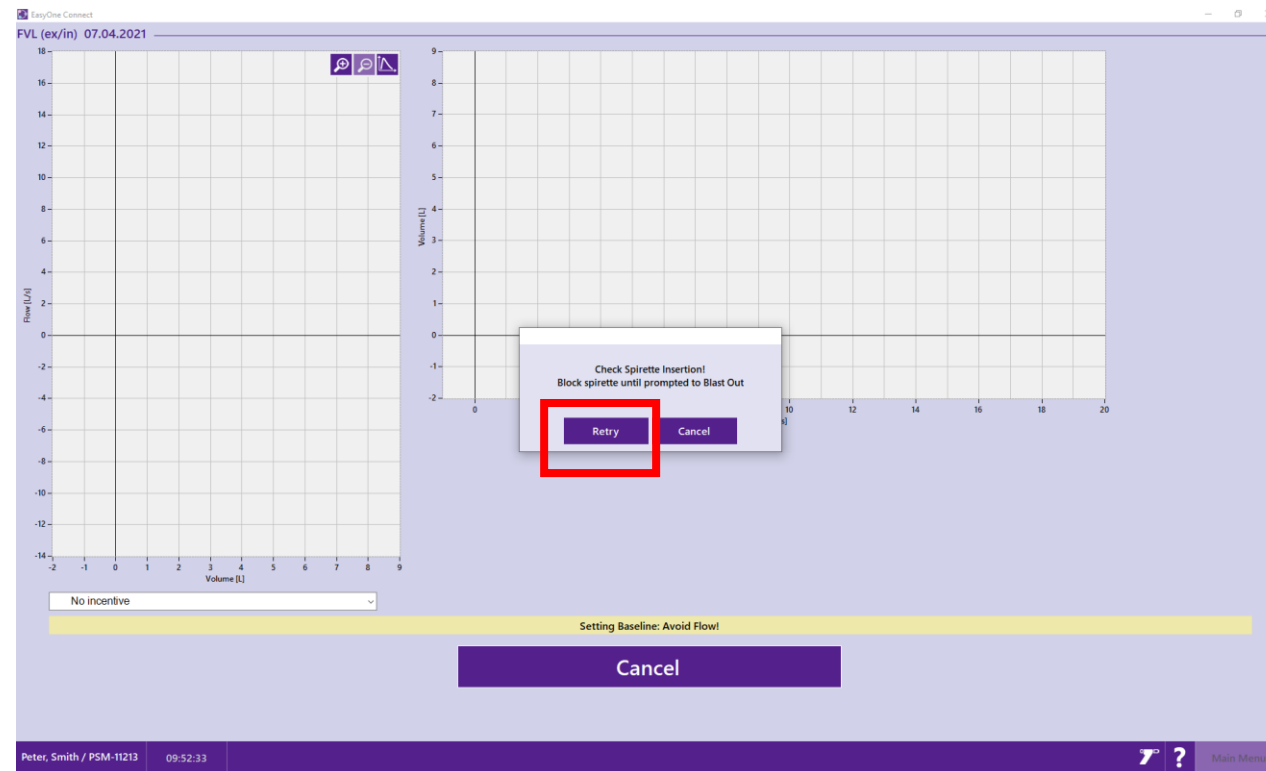 EasyOne Connect
FVL (ex/in) 07.04.2021
18
16
14
12
10
8
6
4
2
0
-2
-4
-6
-8
-10
-12
-14
Flow [L/s]
-2 -1 0 1 2 3 4 5 6 7 8 9
Volume [L]
9
8
7
6
5
4
3
2
1
0
-1
-2
Volume [L]
0 10 12 14 16 18 20
s]
Check Spirette Insertion!
Block spirette until prompted to Blast Out
Retry Cancel
No incentive
Setting Baseline: Avoid Flow!
Cancel
Peter, Smith / PSM-11213 09:52:33 ? Main Menu